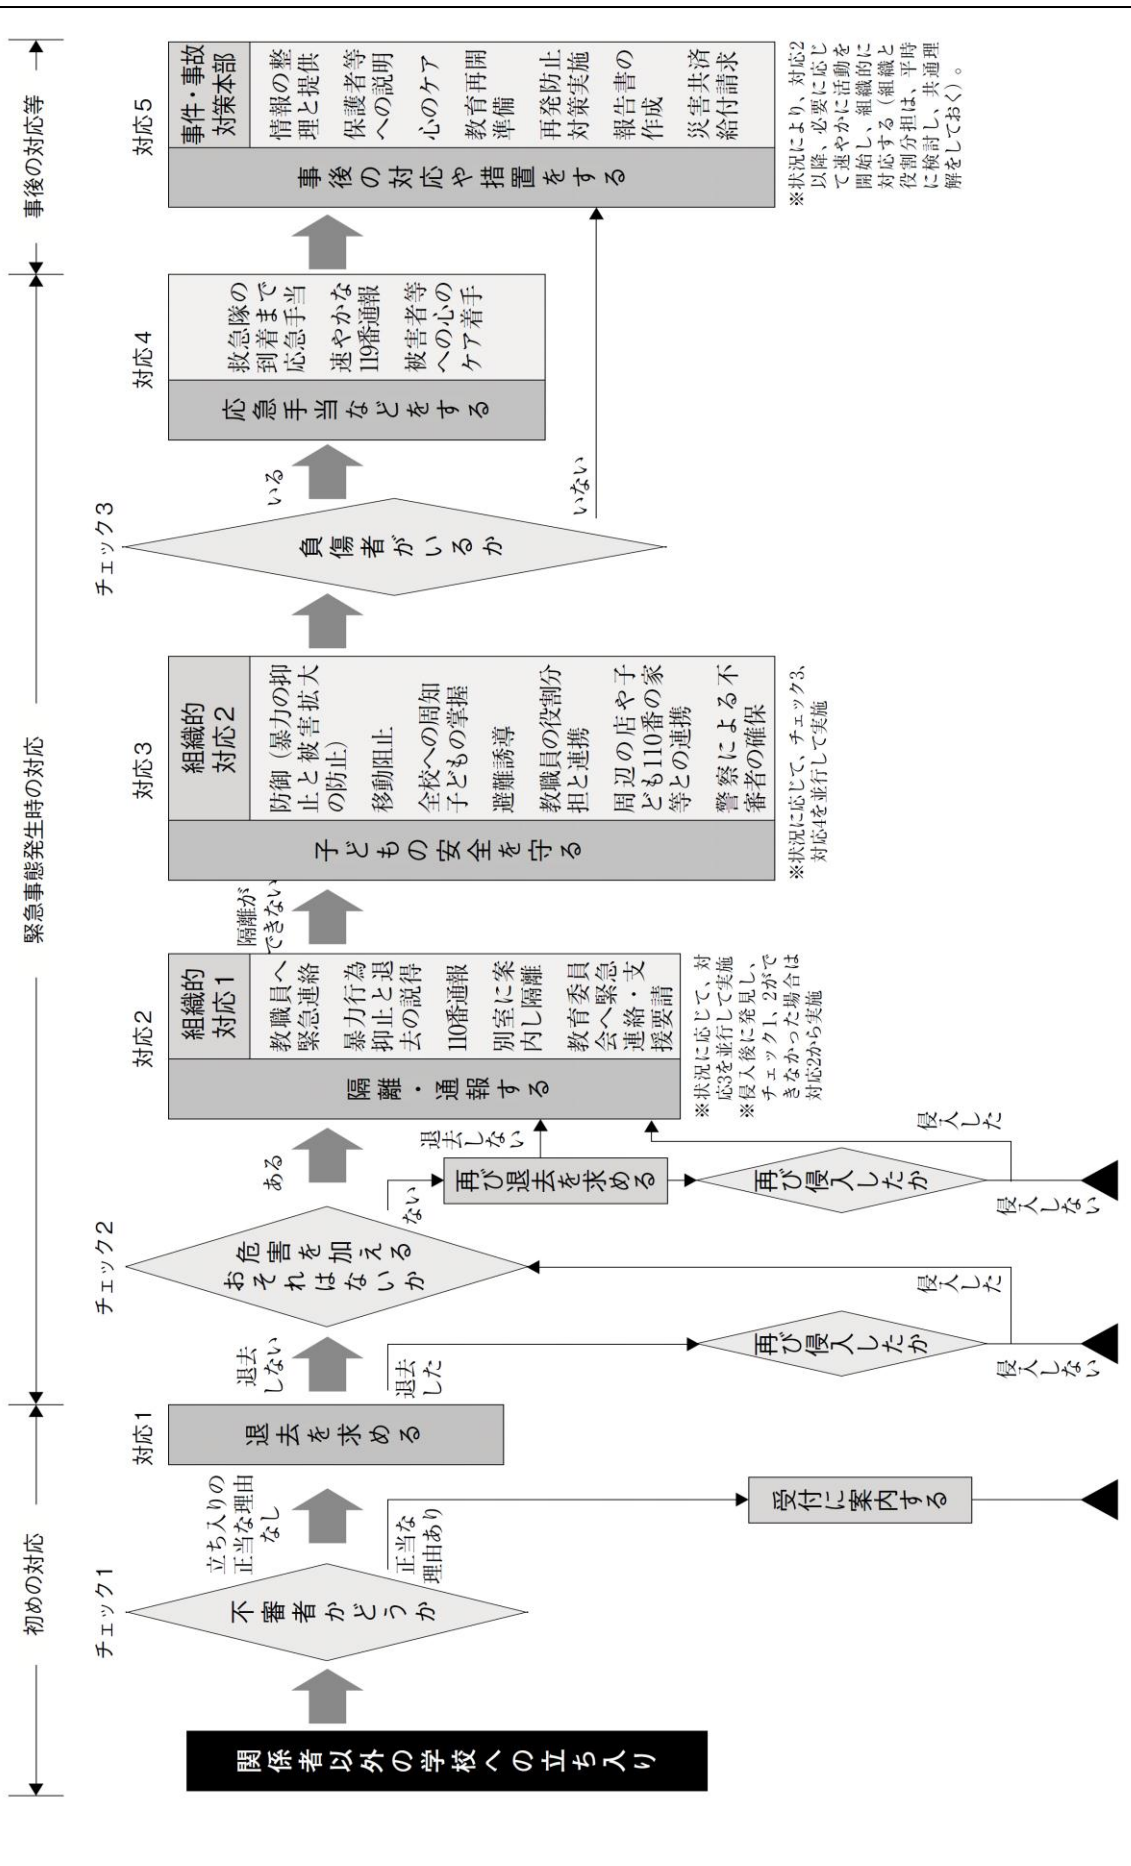 初めの対応
緊急事態発生時の対応
事後の対応等
関係者以外の学校への立ち入り
チェック1
不審者かどうか
立ち入りの
正当な理由
なし
正当な
理由あり
受付に案内する
対応1
退去を求める
退去
しない
退去
した
再び侵入したか
侵入した
侵入しない
チェック2
危害を加える
おそれはないか
ある
ない
再び退去を求める
退去しない
再び侵入したか
侵入した
侵入しない
対応2
隔離・通報する
組織的
対応1
教職員へ
緊急連絡
暴力行為
抑止と退
去の説得
110番通報
別室に案
内し隔離
教育委員
会へ緊急
連絡・支
援要請
※状況に応じて、対
応3を並行して実施
※侵入後に発見し、
チェック1、2がで
きなかった場合は
対応2から実施
隔離が
できない
対応3
子どもの安全を守る
組織的
対応2
防御（暴力の抑
止と被害拡大
の防止）
移動阻止
全校への周知
子どもの掌握
避難誘導
教職員の役割分
担と連携
周辺の店や子
ども110番の家
等との連携
警察による不
審者の確保
※状況に応じて、チェック3、
対応4を並行して実施
チェック3
負傷者がいるか
いる
いない
対応4
応急手当などをする
救急隊の
到着まで
応急手当
速やかな
119番通報
被害者等
への心の
ケア着手
対応5
事後の対応や措置をする
事件・事故
対策本部
情報の整
理と提供
保護者等
への説明
心のケア
教育再開
準備
再発防止
対策実施
報告書の
作成
災害共済
給付請求
※状況により、対応2
以降、必要に応じ
て速やかに活動を
開始し、組織的に
対応する（組織と
役割分担は、平時
に検討し、共通理
解をしておく）。